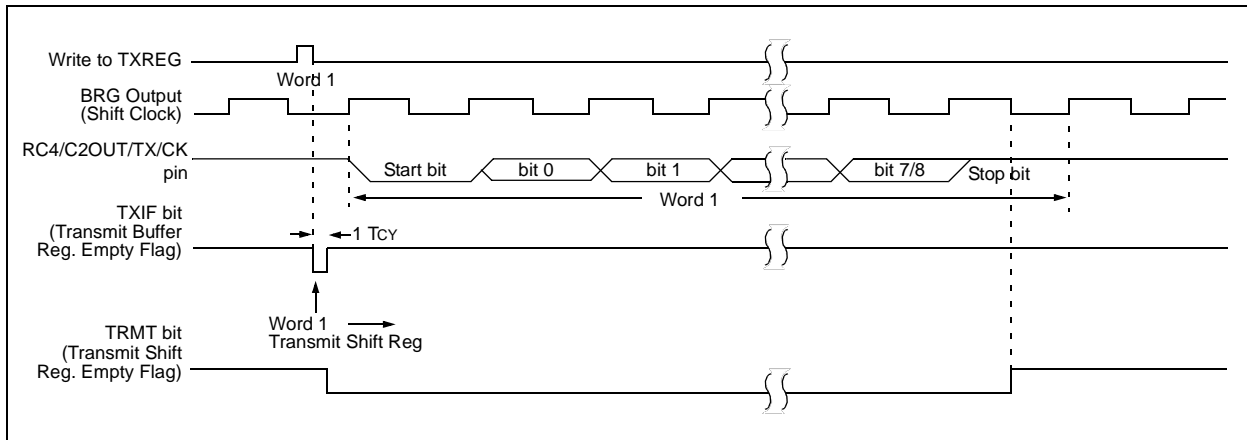 Write to TXREG
Word 1
BRG Output
(Shift Clock)
RC4/C2OUT/TX/CK
pin
Start bit
bit 0
bit 1
bit 7/8
Stop bit
Word 1
TXIF bit
(Transmit Buffer
Reg. Empty Flag)
1 TCY
Word 1
Transmit Shift Reg
TRMT bit
(Transmit Shift
Reg. Empty Flag)